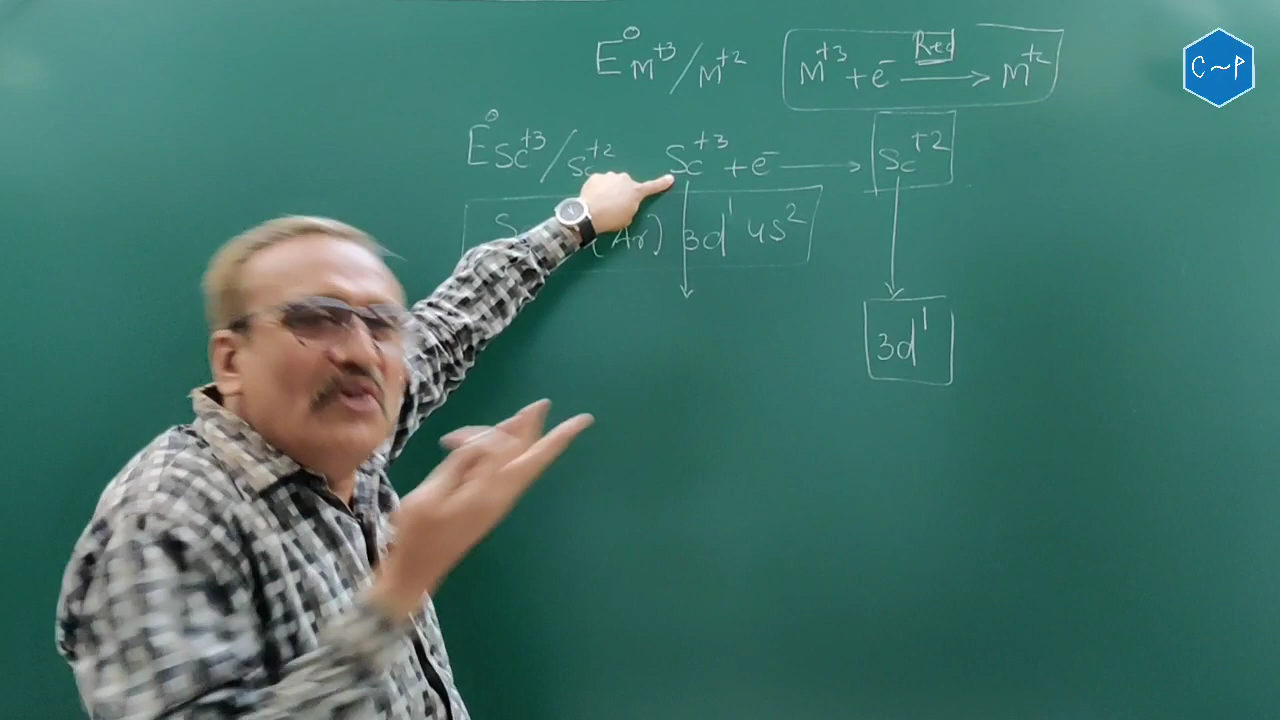 E° M⁺³/M⁺² M⁺³ + e⁻ ⟶ M⁺²
Red
E° Sc⁺³/Sc⁺² Sc⁺³ + e⁻ ⟶ Sc⁺²
(Ar) 3d¹ 4s²
3d¹
C~P